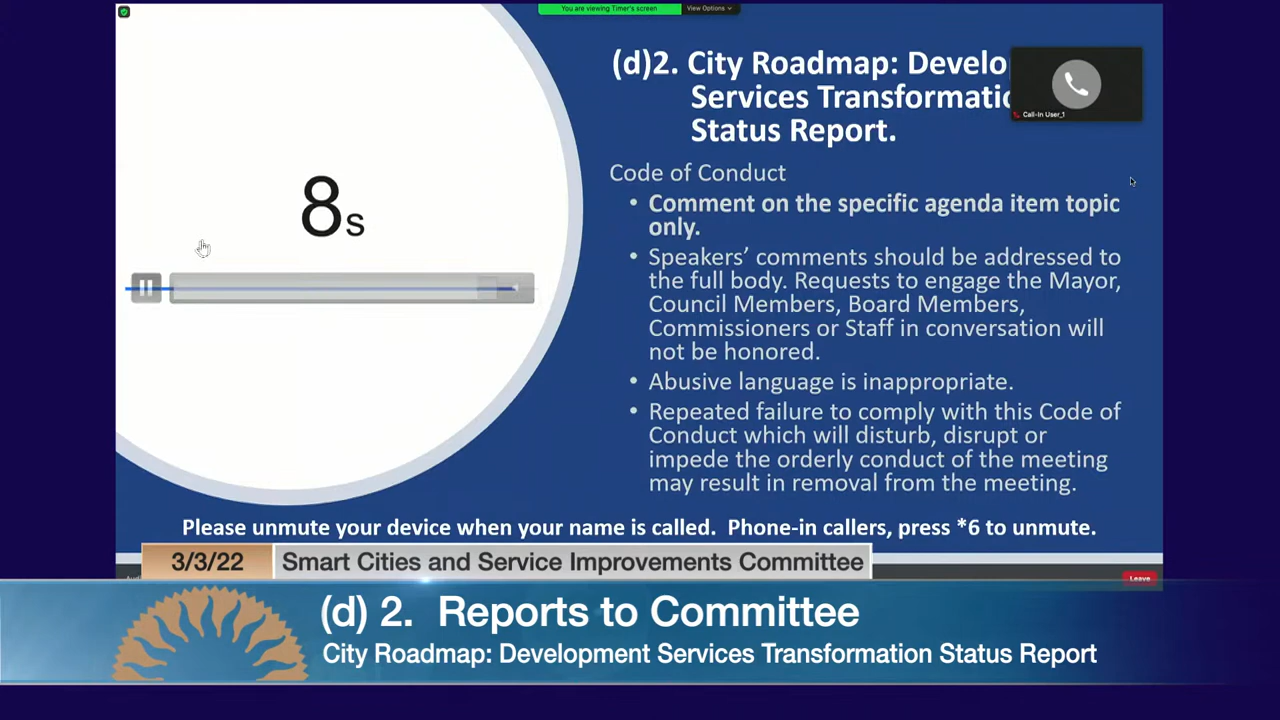 You are viewing Timer's screen
View Options
(d)2. City Roadmap: Develo
Services Transformatio
Status Report.
Call-In User_1
8s
Code of Conduct
• Comment on the specific agenda item topic
only.
• Speakers' comments should be addressed to
the full body. Requests to engage the Mayor,
Council Members, Board Members,
Commissioners or Staff in conversation will
not be honored.
• Abusive language is inappropriate.
• Repeated failure to comply with this Code of
Conduct which will disturb, disrupt or
impede the orderly conduct of the meeting
may result in removal from the meeting.
Please unmute your device when your name is called. Phone-in callers, press *6 to unmute.
3/3/22 Smart Cities and Service Improvements Committee
Leave
(d) 2. Reports to Committee
City Roadmap: Development Services Transformation Status Report